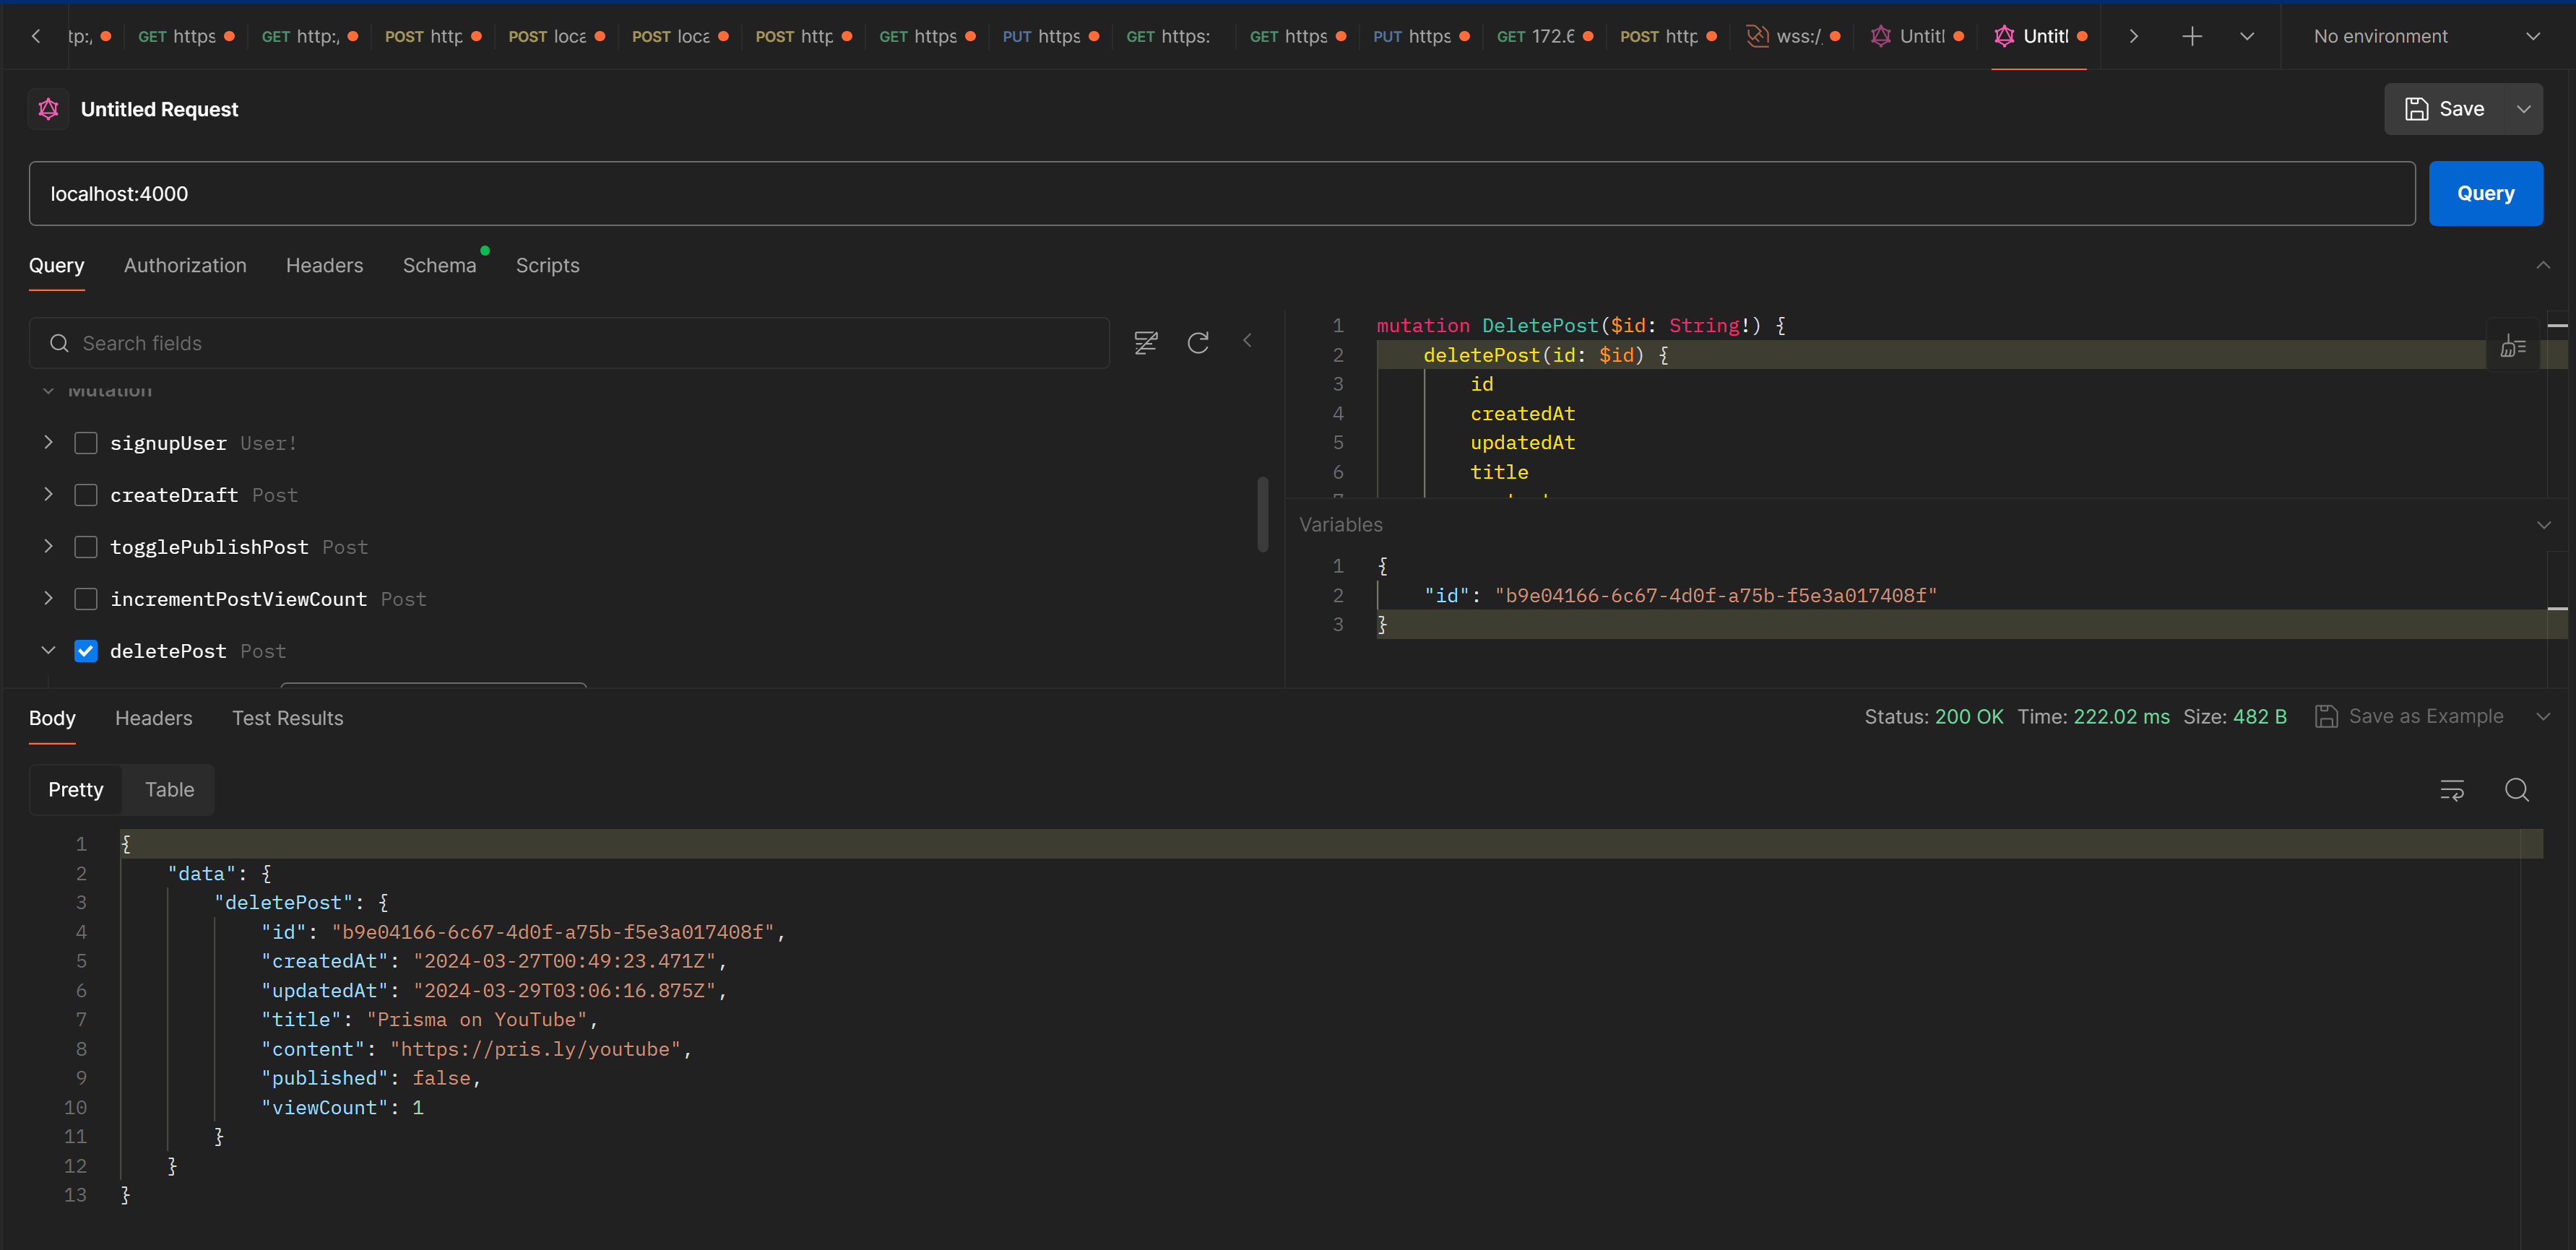 tp:, GET https GET http:, POST http POST loca POST loca POST http GET https PUT https GET https: GET https PUT https GET 172.6 POST http wss:/, Untitl Untitl No environment
Untitled Request
Save
localhost:4000
Query
Query Authorization Headers Schema Scripts
Search fields
Mutation
signupUser User!
createDraft Post
togglePublishPost Post
incrementPostViewCount Post
deletePost Post
1 mutation DeletePost($id: String!) {
2 deletePost(id: $id) {
3 id
4 createdAt
5 updatedAt
6 title
Variables
1 {
2 "id": "b9e04166-6c67-4d0f-a75b-f5e3a017408f"
3 }
Body Headers Test Results
Status: 200 OK Time: 222.02 ms Size: 482 B Save as Example
Pretty Table
1 {
2 "data": {
3 "deletePost": {
4 "id": "b9e04166-6c67-4d0f-a75b-f5e3a017408f",
5 "createdAt": "2024-03-27T00:49:23.471Z",
6 "updatedAt": "2024-03-29T03:06:16.875Z",
7 "title": "Prisma on YouTube",
8 "content": "https://pris.ly/youtube",
9 "published": false,
10 "viewCount": 1
11 }
12 }
13 }